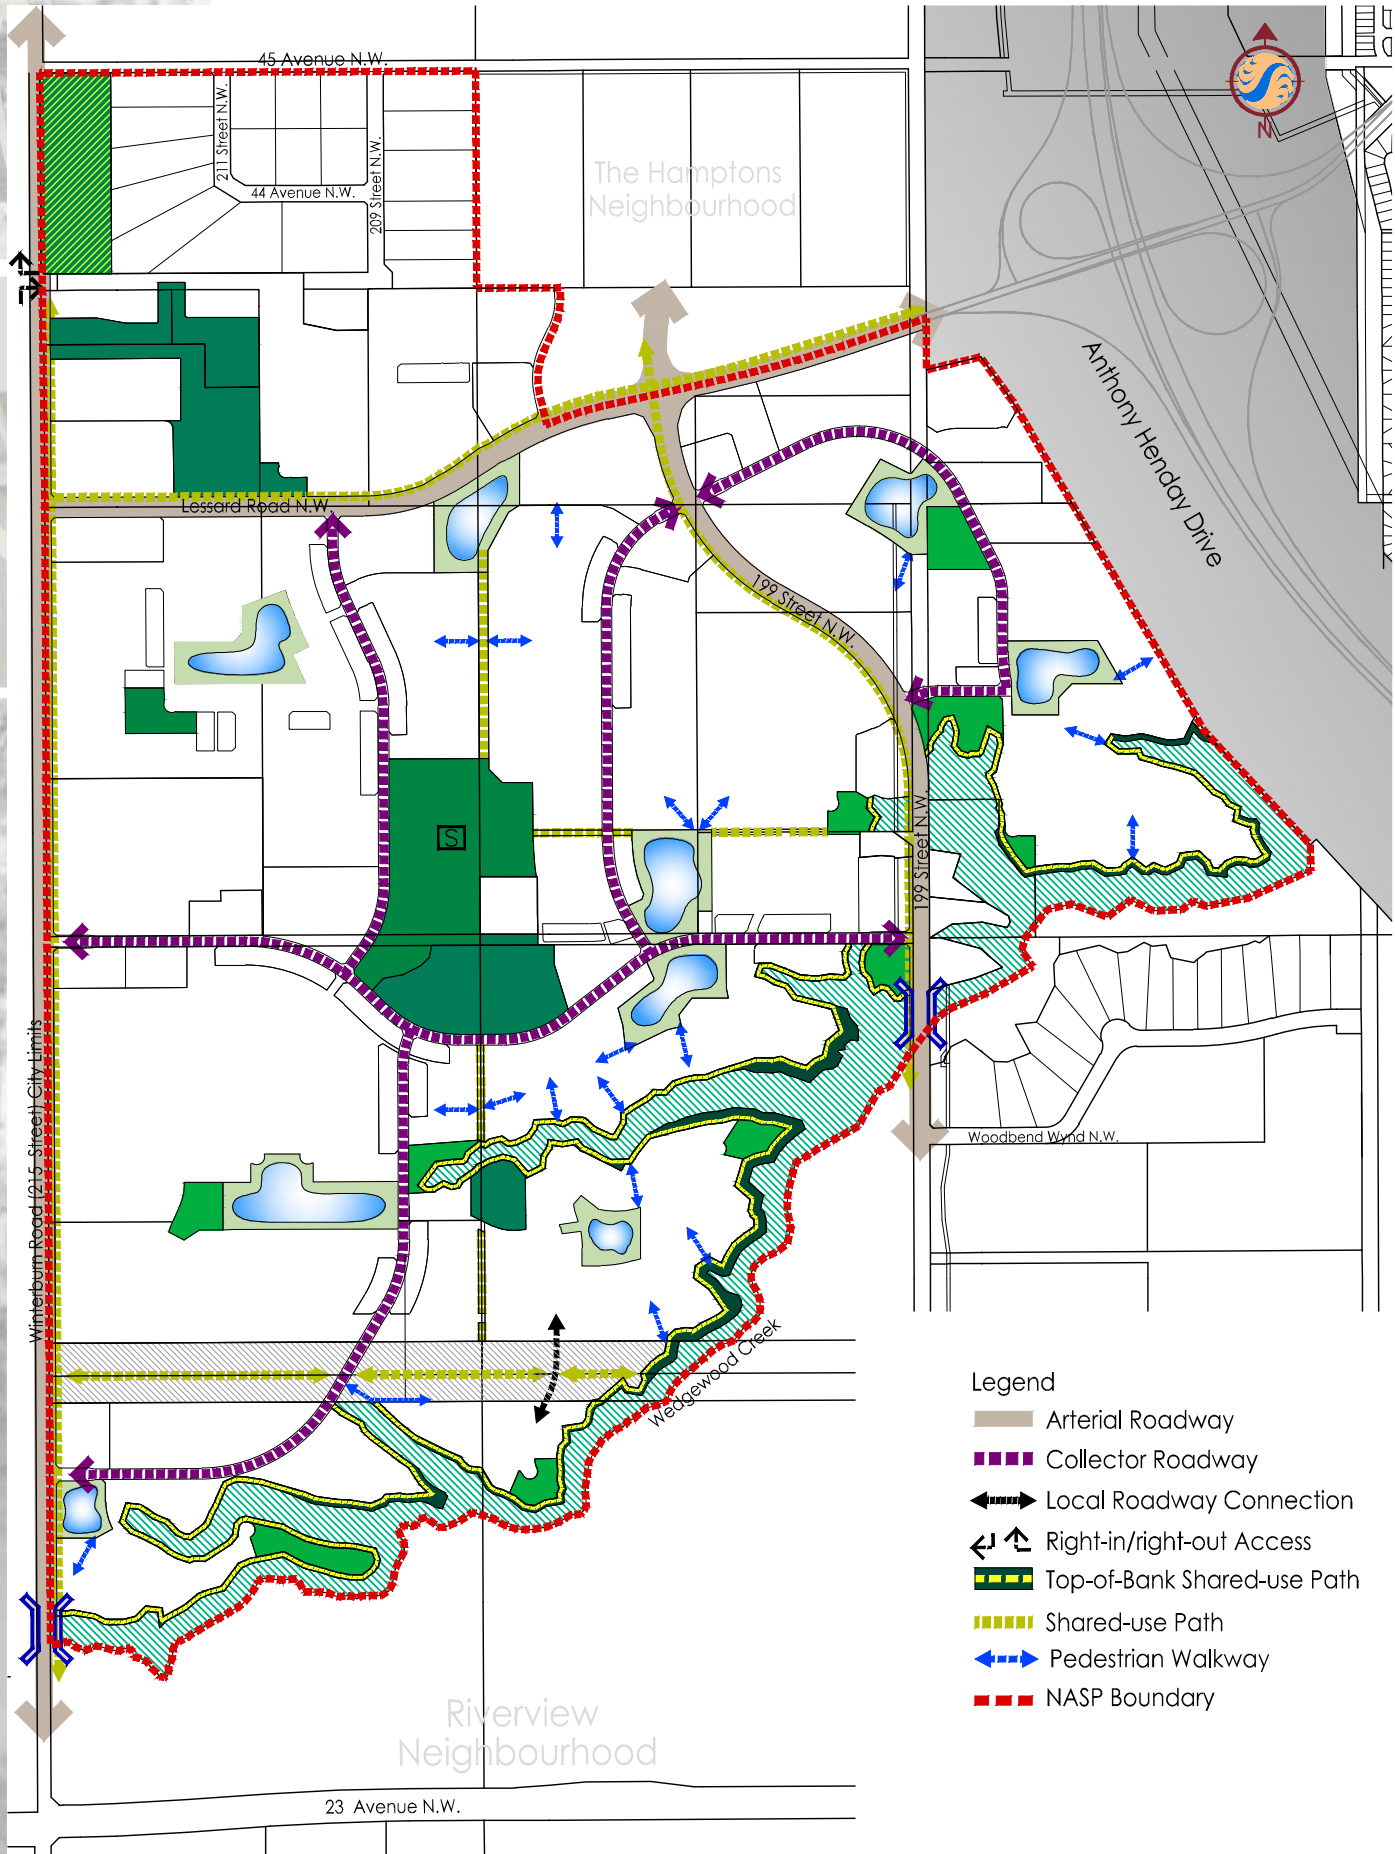 45 Avenue N.W.
211 Street N.W.
44 Avenue N.W.
209 Street N.W.
The Hamptons
Neighbourhood
N
Anthony Henday Drive
Lessard Road N.W.
199 Street N.W.
S
199 Street N.W.
Winterburn Road (215 Street) City Limits
Woodbend Wynd N.W.
Wedgewood Creek
Legend
Arterial Roadway
Collector Roadway
Local Roadway Connection
Right-in/right-out Access
Top-of-Bank Shared-use Path
Shared-use Path
Pedestrian Walkway
NASP Boundary
Riverview
Neighbourhood
23 Avenue N.W.